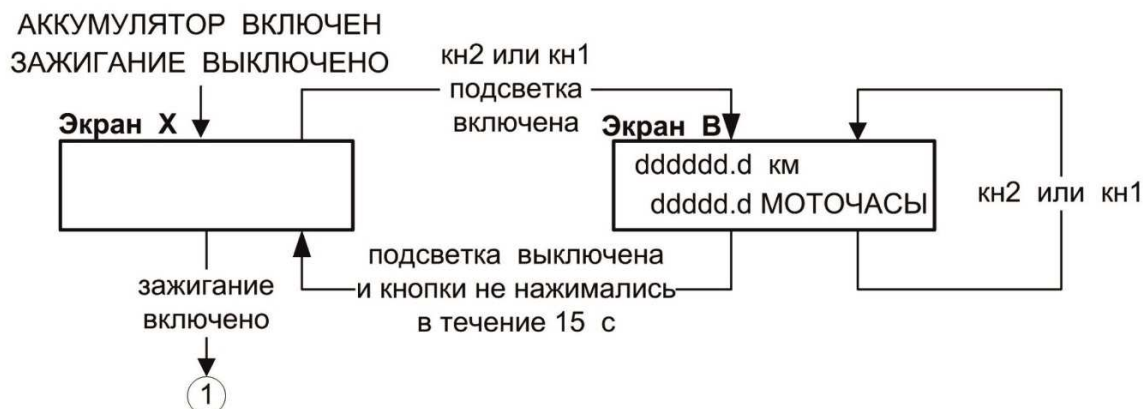 АККУМУЛЯТОР ВКЛЮЧЕН
ЗАЖИГАНИЕ ВЫКЛЮЧЕНО
кн2 или кн1
подсветка
включена
Экран X
Экран B
dddddd.d км
ddddd.d МОТОЧАСЫ
кн2 или кн1
подсветка выключена
и кнопки не нажимались
в течение 15 с
зажигание
включено
1